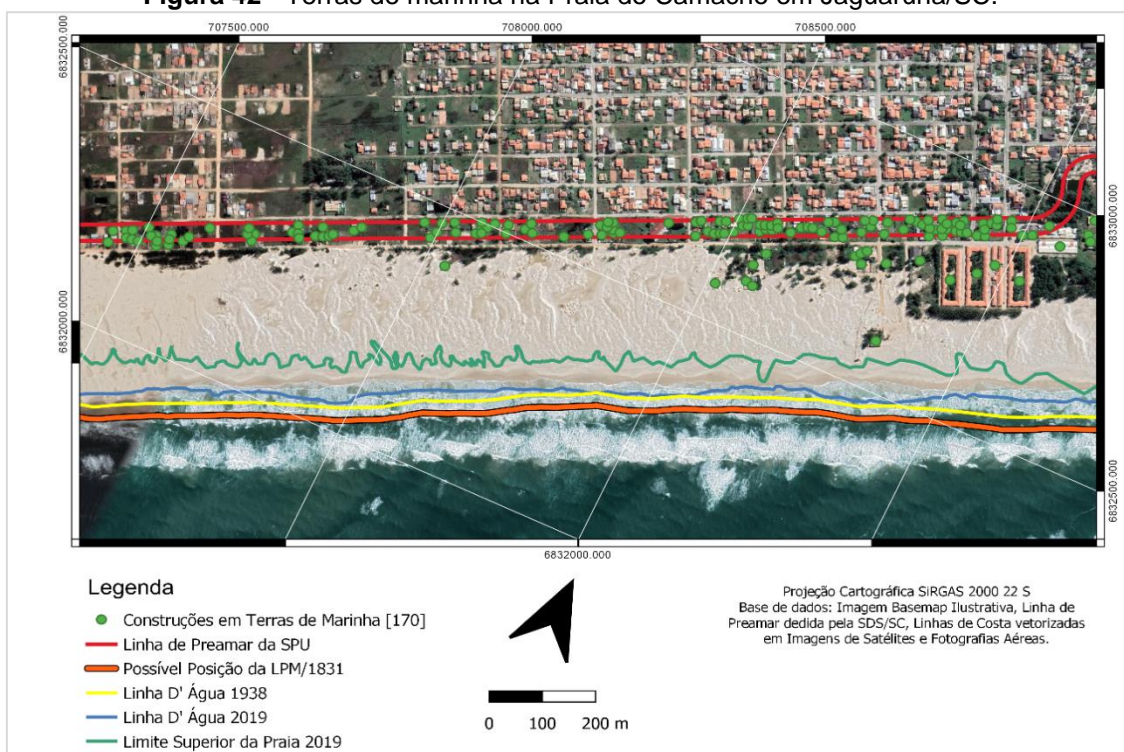 Figura 42 - Terras de marinha na Praia do Camacho em Jaguaruna/SC.
707500.000
708000.000
708500.000
6832500.000
6833000.000
6832000.000
6832500.000
6832000.000
Legenda
Construções em Terras de Marinha [170]
Linha de Preamar da SPU
Possível Posição da LPM/1831
Linha D' Água 1938
Linha D' Água 2019
Limite Superior da Praia 2019
0 100 200 m
Projeção Cartográfica SiRGAS 2000 22 S
Base de dados: Imagem Basemap Ilustrativa, Linha de
Preamar dedida pela SDS/SC, Linhas de Costa vetorizadas
em Imagens de Satélites e Fotografias Aéreas.